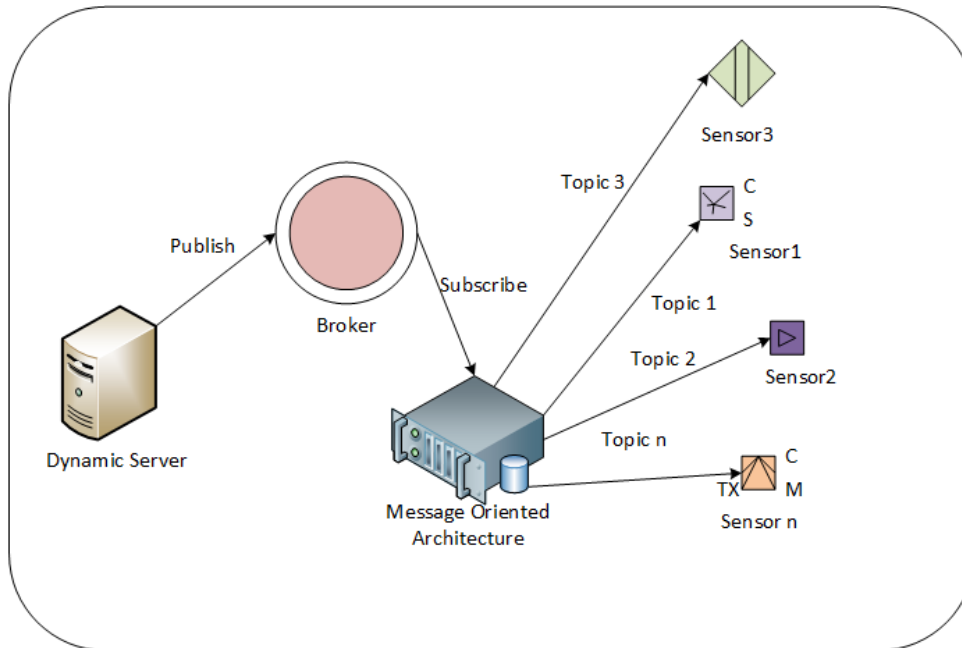 Sensor3
Topic 3
C
S
Sensor1
Publish
Subscribe
Topic 1
Broker
Topic 2
Sensor2
Topic n
Dynamic Server
C
TX
M
Message Oriented
Architecture
Sensor n